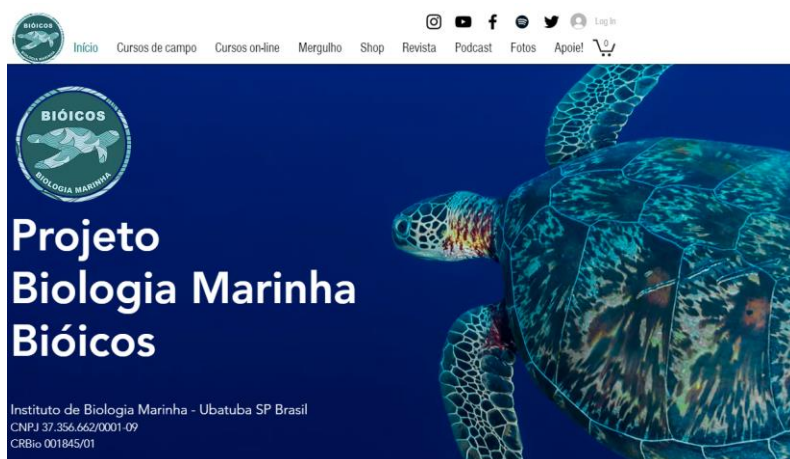 BIÓICOS
BIOLOGIA MARINHA
Log In
Início Cursos de campo Cursos on-line Mergulho Shop Revista Podcast Fotos Apoie! 0
BIÓICOS
BIOLOGIA MARINHA
Projeto
Biologia Marinha
Bióicos
Instituto de Biologia Marinha - Ubatuba SP Brasil
CNPJ 37.356.662/0001-09
CRBio 001845/01